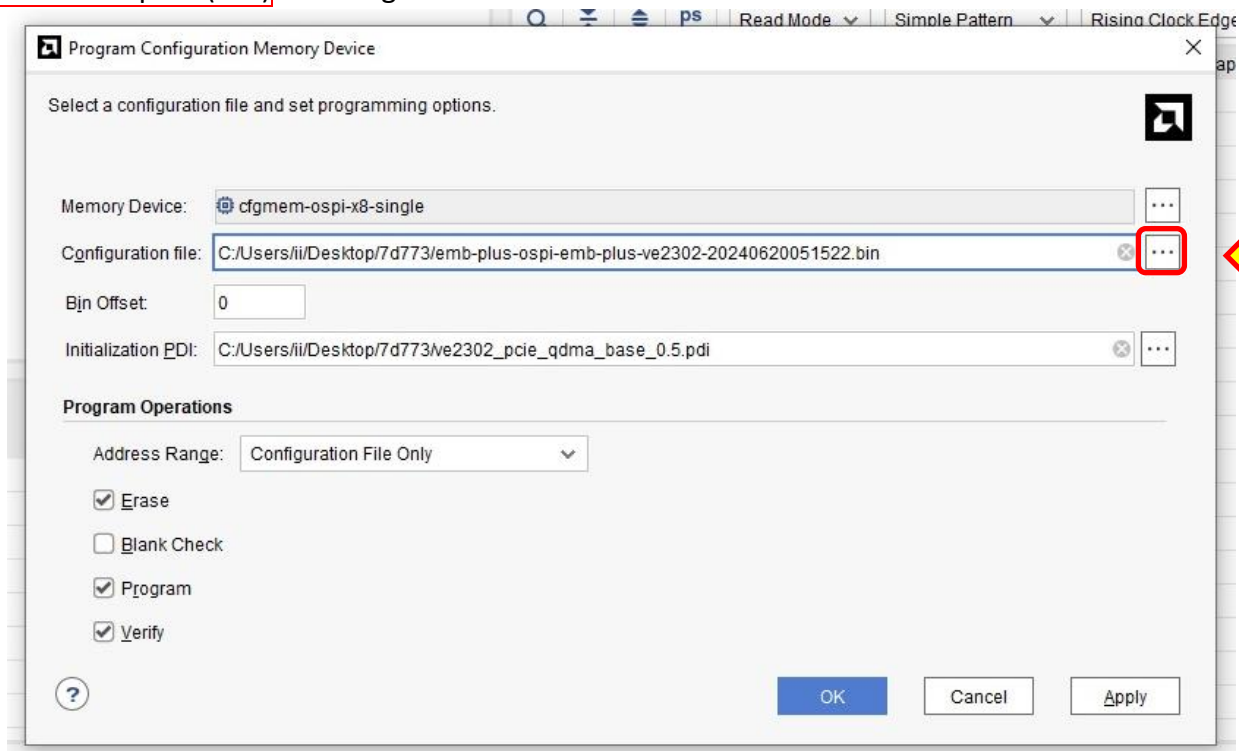 ps Read Mode Simple Pattern Rising Clock Edge
Program Configuration Memory Device
Select a configuration file and set programming options.
Memory Device: cfgmem-ospi-x8-single ...
Configuration file: C:/Users/ii/Desktop/7d773/emb-plus-ospi-emb-plus-ve2302-20240620051522.bin ...
Bin Offset: 0
Initialization PDI: C:/Users/ii/Desktop/7d773/ve2302_pcie_qdma_base_0.5.pdi ...
Program Operations
Address Range: Configuration File Only
Erase
Blank Check
Program
Verify
? OK Cancel Apply